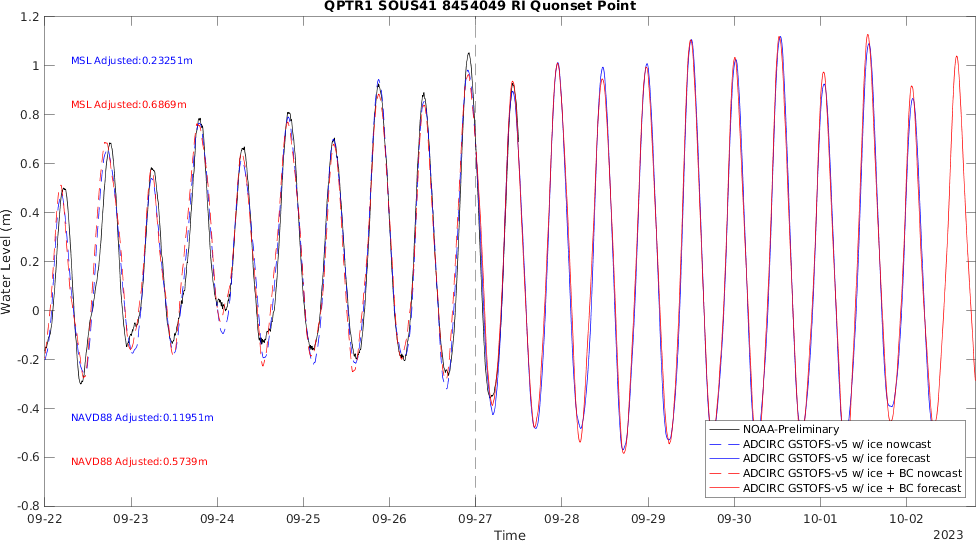 QPTR1 SOUS41 8454049 RI Quonset Point
1.2
1
0.8
0.6
0.4
0.2
0
-0.2
-0.4
-0.6
-0.8
Water Level (m)
MSL Adjusted:0.23251m
MSL Adjusted:0.6869m
NAVD88 Adjusted:0.11951m
NAVD88 Adjusted:0.5739m
NOAA-Preliminary
ADCIRC GSTOFS-v5 w/ ice nowcast
ADCIRC GSTOFS-v5 w/ ice forecast
ADCIRC GSTOFS-v5 w/ ice + BC nowcast
ADCIRC GSTOFS-v5 w/ ice + BC forecast
09-22 09-23 09-24 09-25 09-26 09-27 09-28 09-29 09-30 10-01 10-02
Time
2023